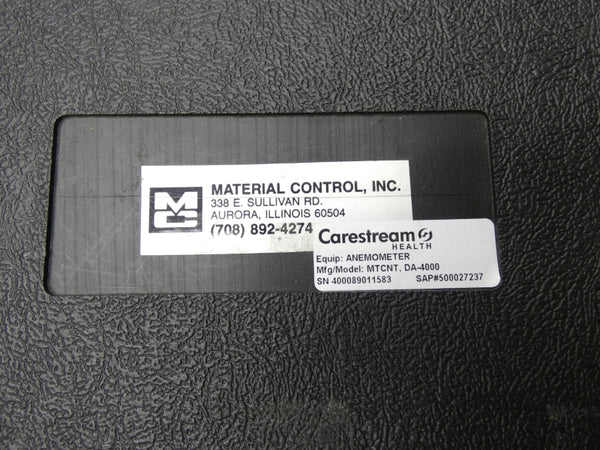 MC
MATERIAL CONTROL, INC.
338 E. SULLIVAN RD.
AURORA, ILLINOIS 60504
(708) 892-4274
Carestream
HEALTH
Equip: ANEMOMETER
Mfg/Model: MTCNT, DA-4000
SN 400089011583 SAP#500027237